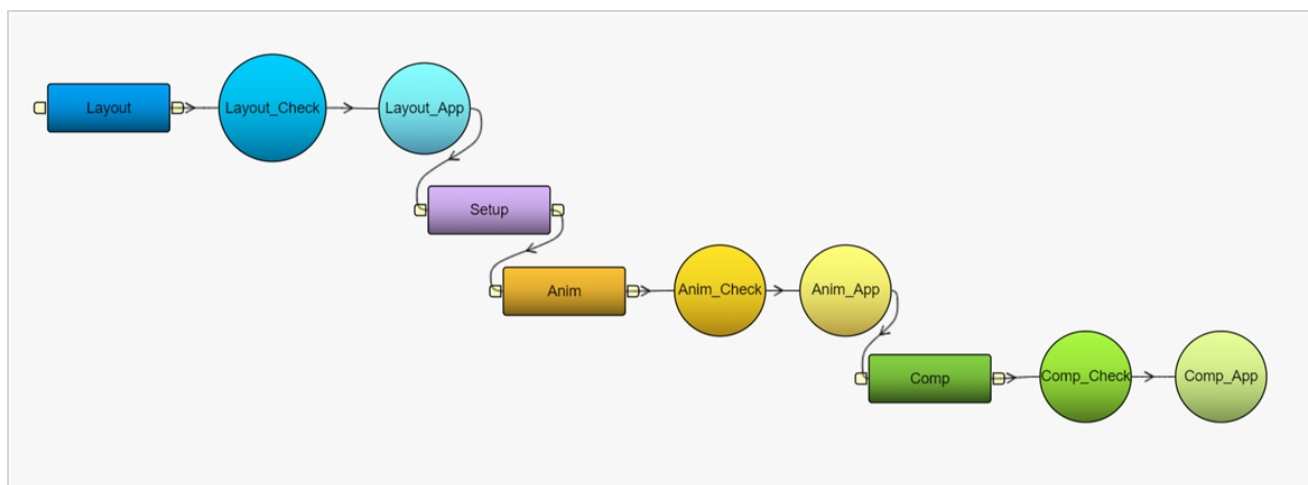 Layout
Layout_Check
Layout_App
Setup
Anim
Anim_Check
Anim_App
Comp
Comp_Check
Comp_App